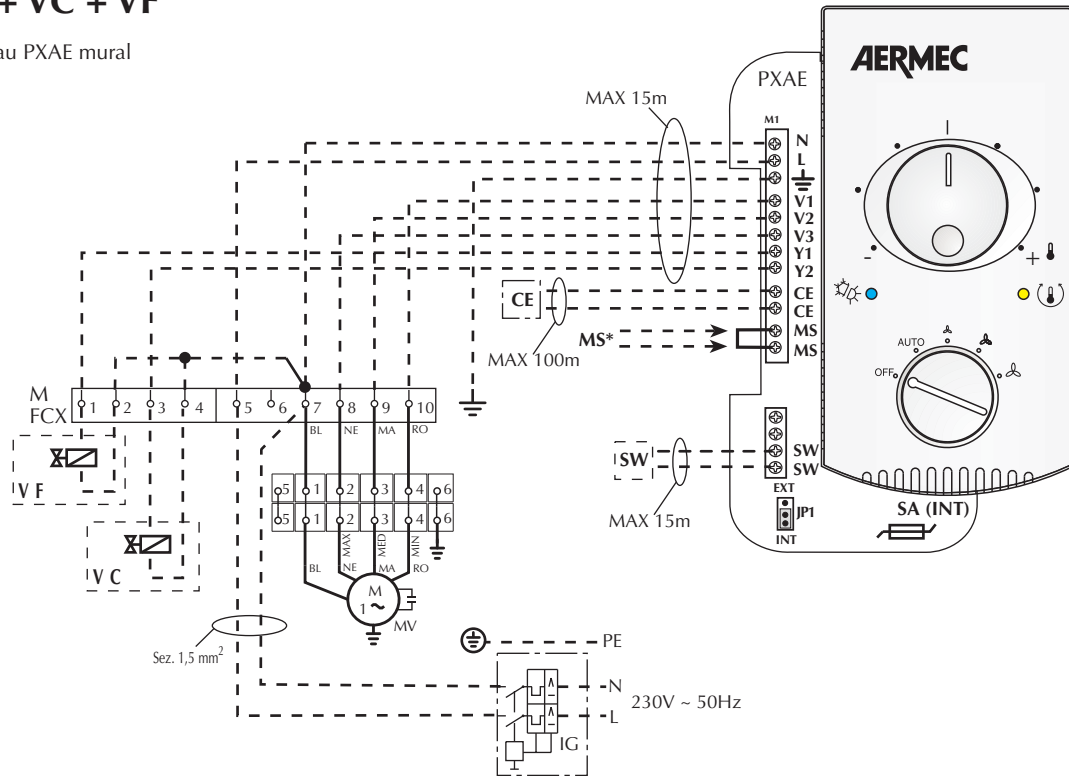 + VC + VF
au PXAE mural
AERMEC
PXAE
MAX 15m
M1
N
L
V1
V2
V3
Y1
Y2
CE
CE
MS
MS
CE
MAX 100m
MS*
- +
AUTO
OFF
M
FCX
1 2 3 4 5 6 7 8 9 10
BL NE MA RO
V F
V C
5 1 2 3 4 6
5 1 2 3 4 6
MAX MED MIN
BL NE MA RO
M
1 ~
MV
SW
SW
SW
MAX 15m
EXT
JP1
INT
SA (INT)
Sez. 1,5 mm²
PE
N
230V ~ 50Hz
L
IG